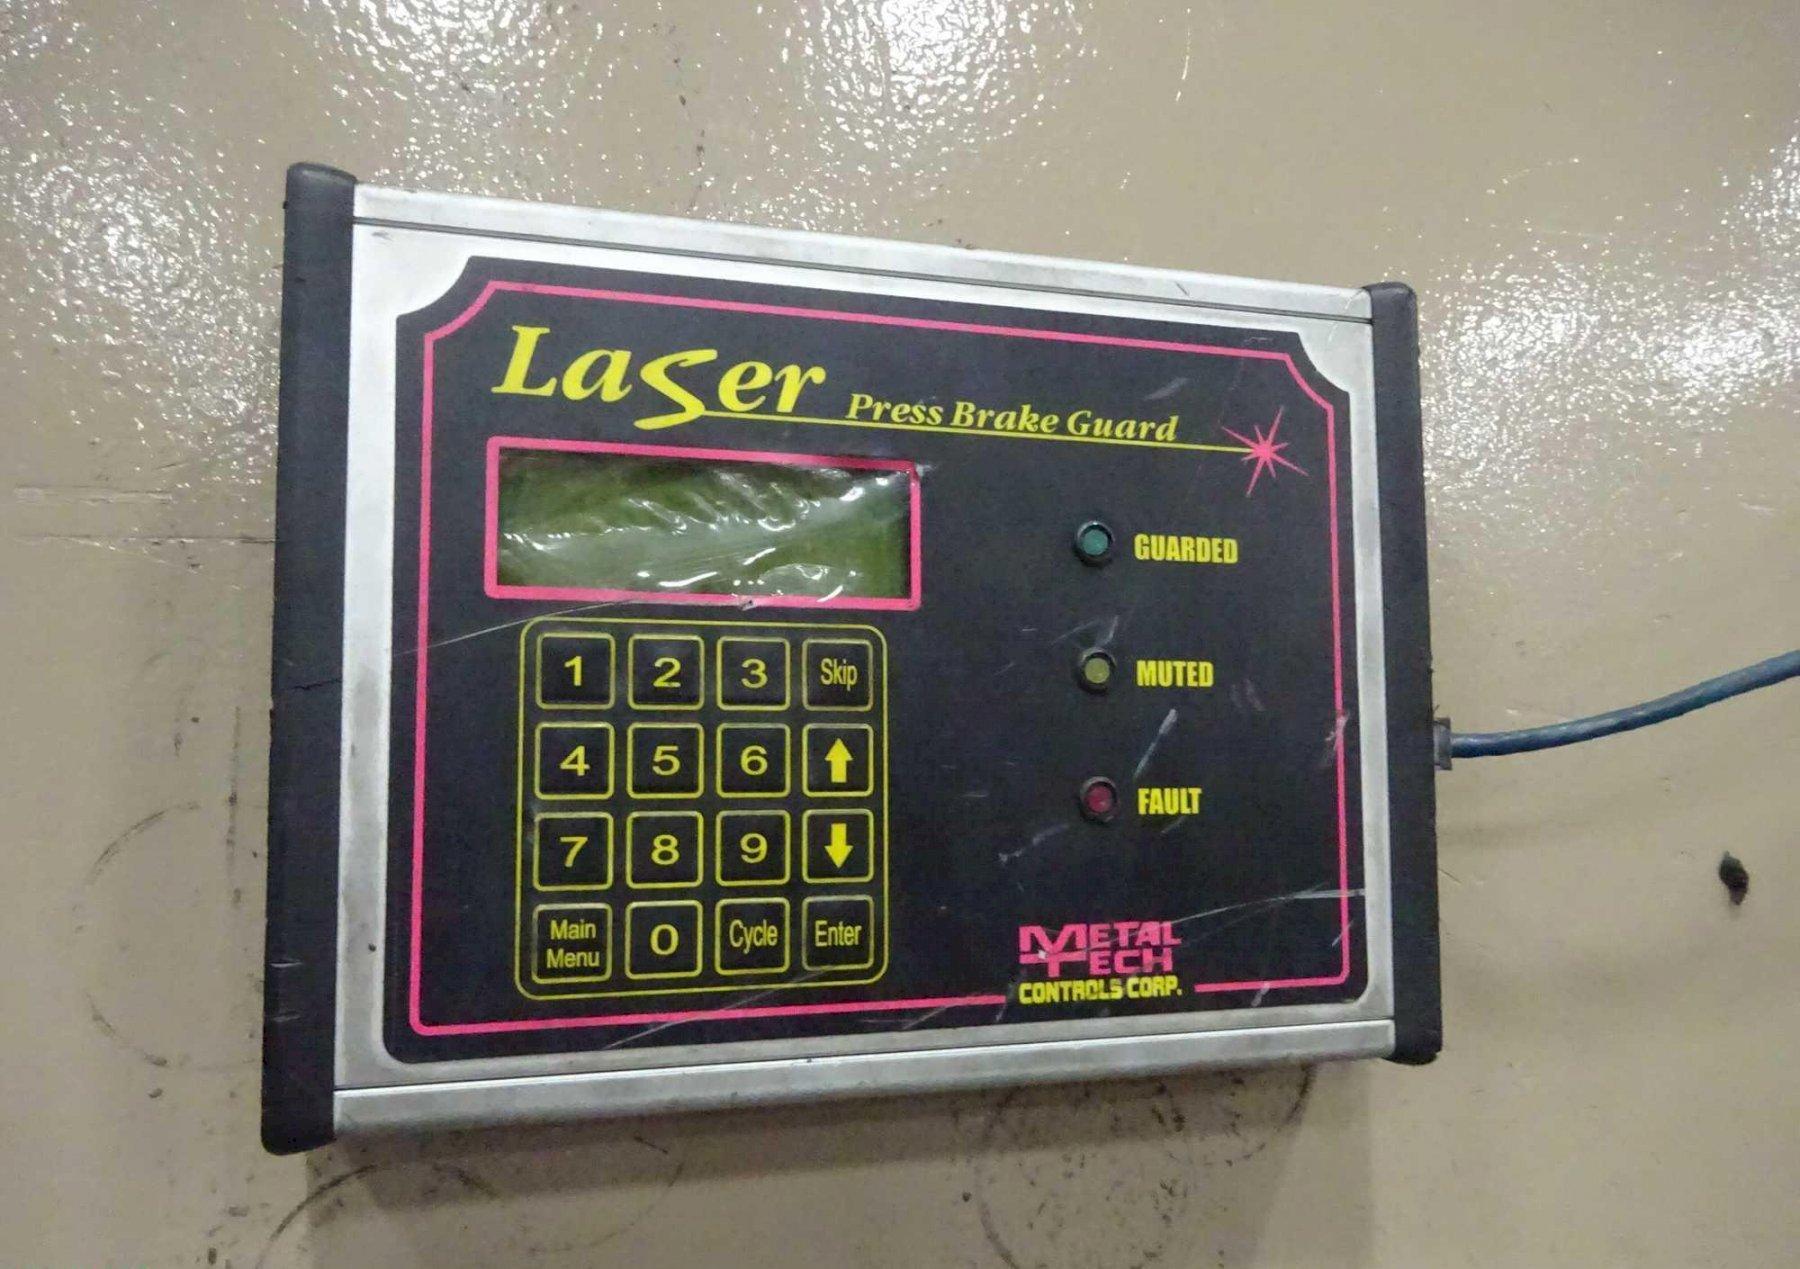 Laser Press Brake Guard
GUARDED
MUTED
FAULT
1 2 3 Skip
4 5 6
7 8 9
Main Menu 0 Cycle Enter
METAL
TECH
CONTROLS CORP.